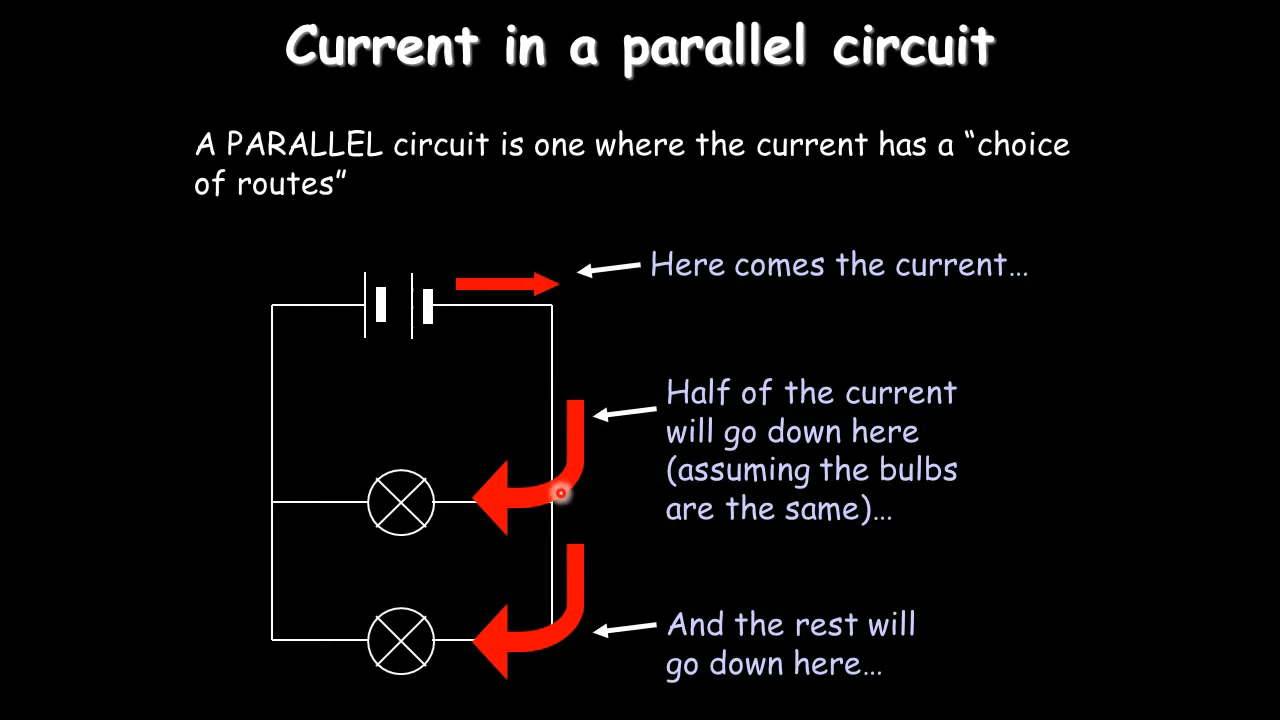 Current in a parallel circuit
A PARALLEL circuit is one where the current has a “choice
of routes”
Here comes the current…
Half of the current
will go down here
(assuming the bulbs
are the same)…
And the rest will
go down here…